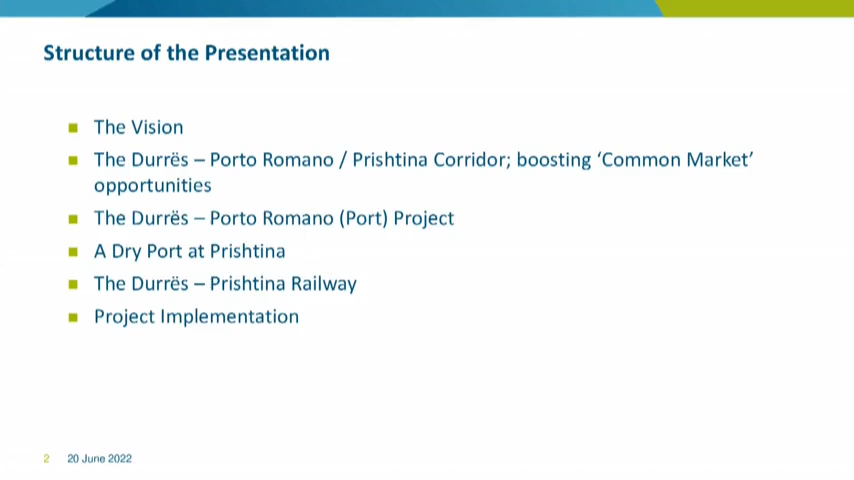 Structure of the Presentation
The Vision
The Durrës – Porto Romano / Prishtina Corridor; boosting ‘Common Market’
opportunities
The Durrës – Porto Romano (Port) Project
A Dry Port at Prishtina
The Durrës – Prishtina Railway
Project Implementation
2 20 June 2022